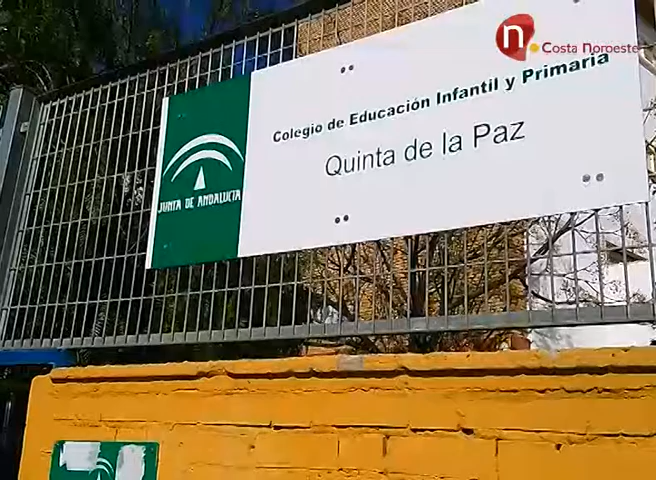 n Costa Noroeste
Colegio de Educación Infantil y Primaria
Quinta de la Paz
JUNTA DE ANDALUCIA